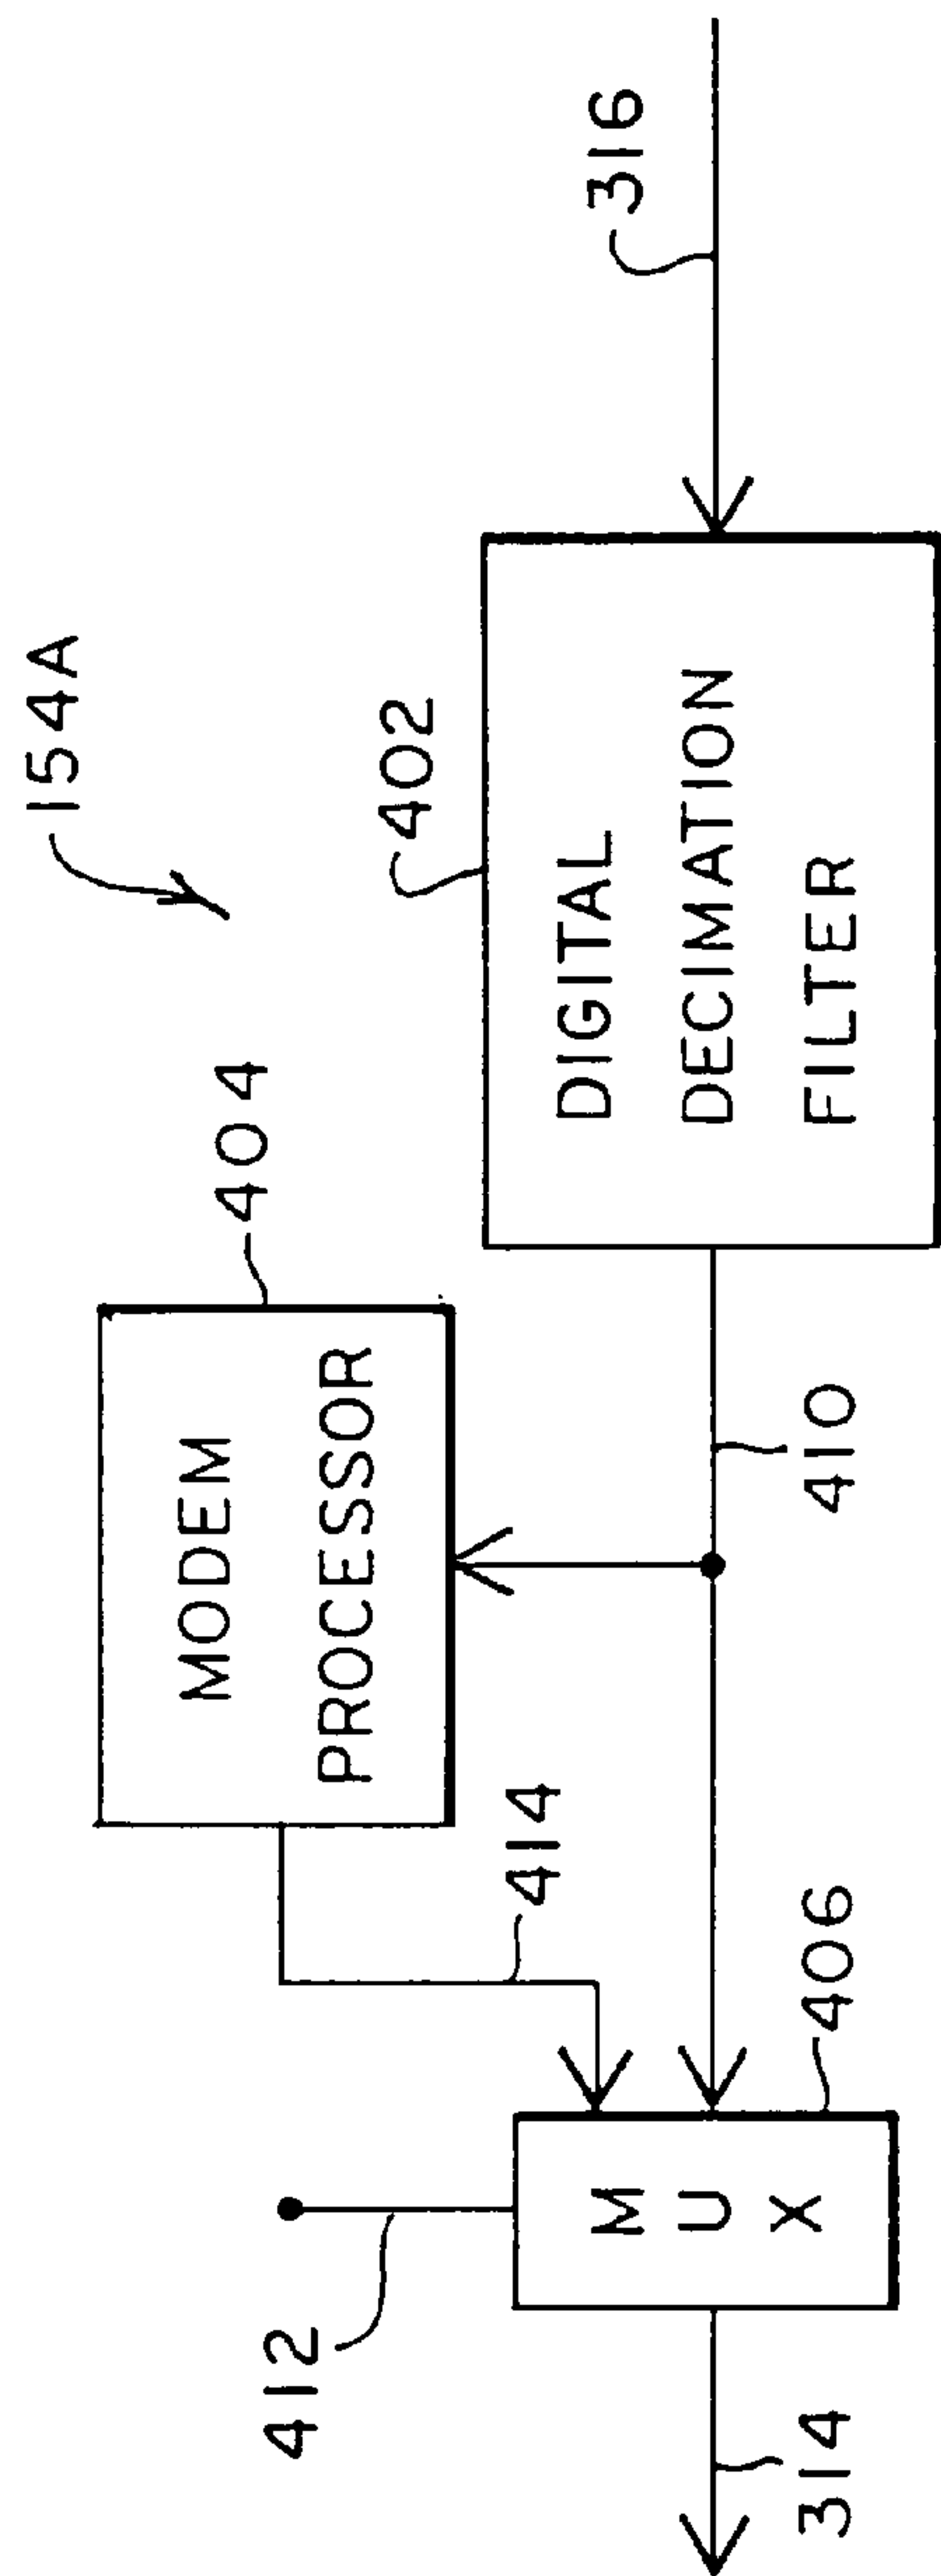 154A
316
402
DIGITAL
DECIMATION
FILTER
404
MODEM
PROCESSOR
410
414
406
M
U
X
412
314